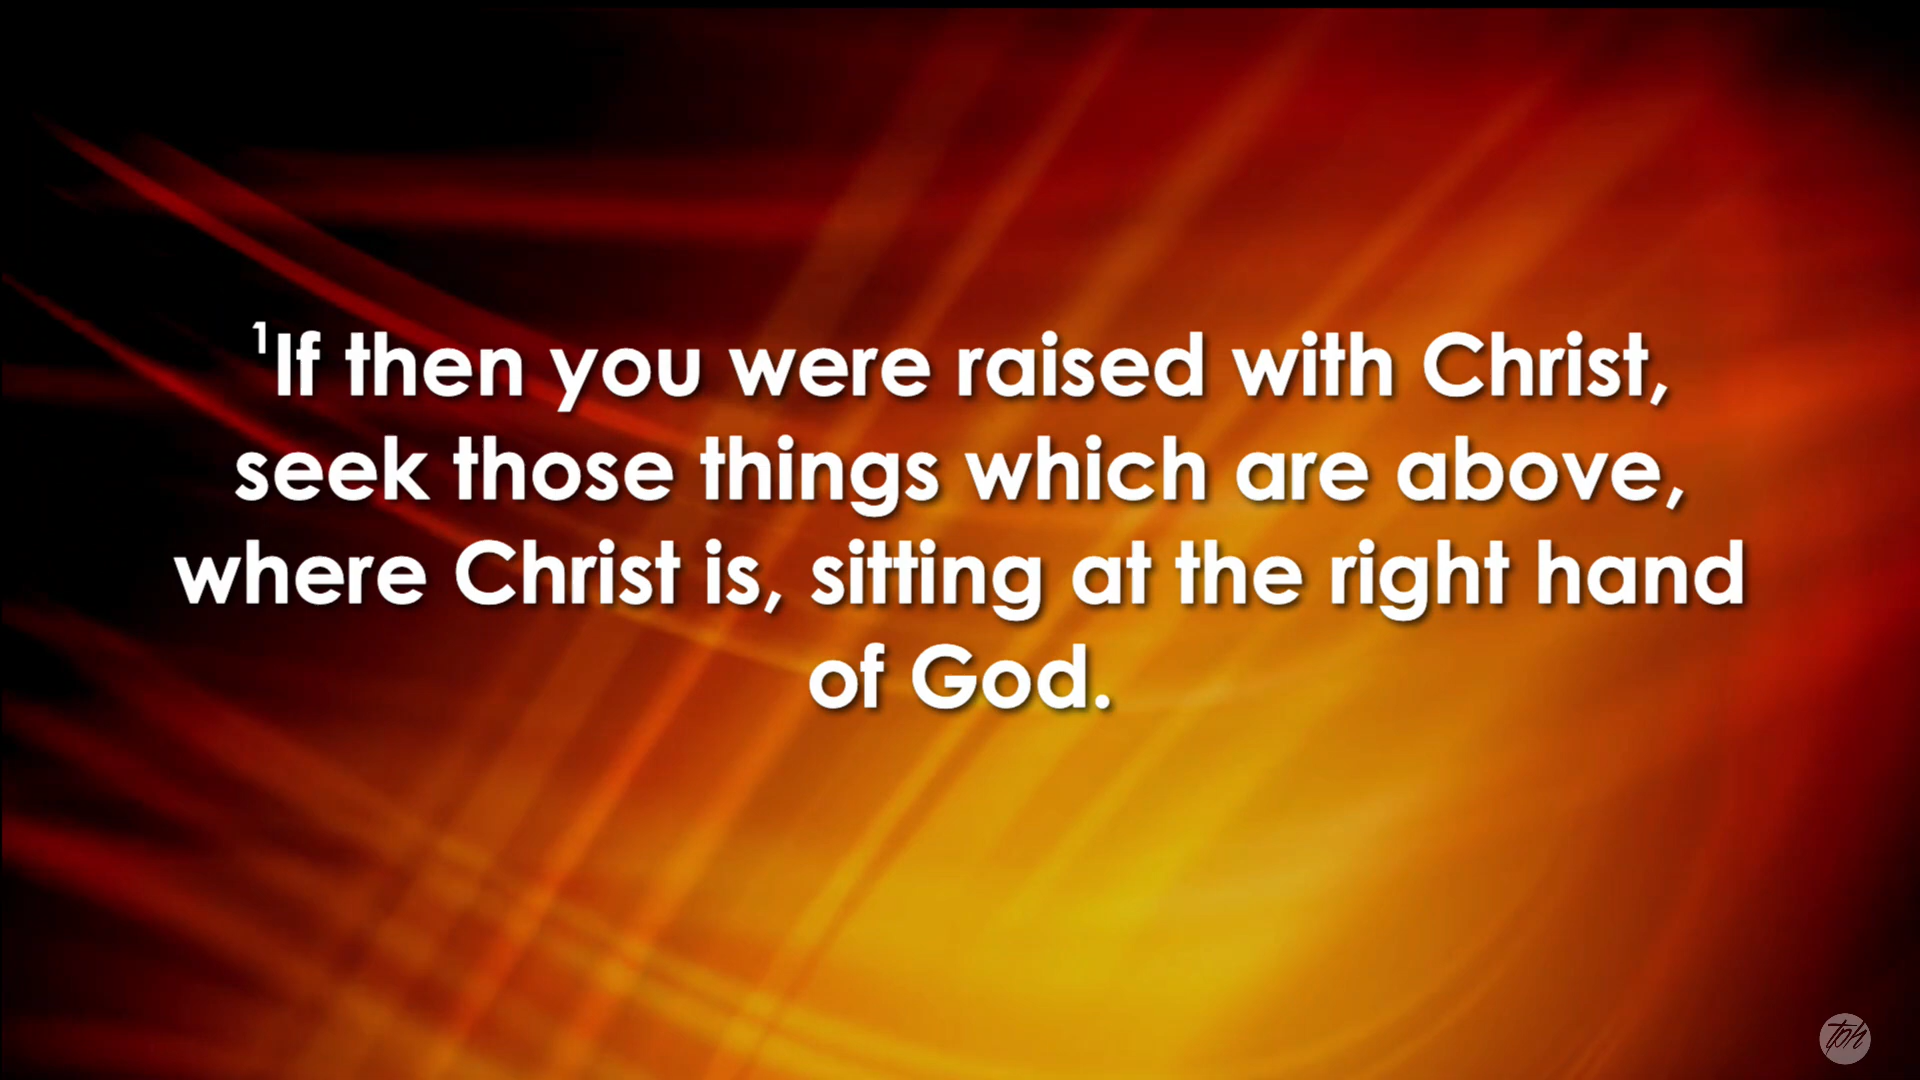 ¹If then you were raised with Christ,
seek those things which are above,
where Christ is, sitting at the right hand
of God.
tph